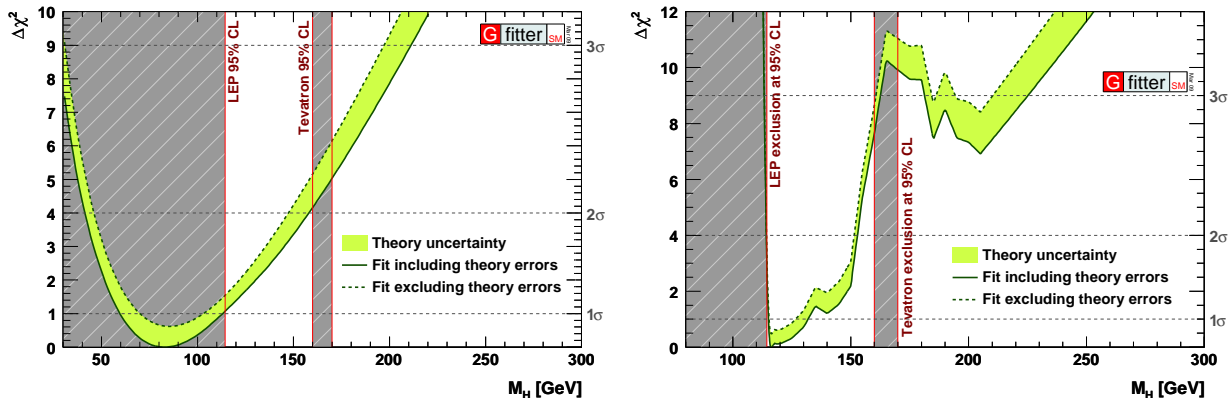 Δχ²
10
9
8
7
6
5
4
3
2
1
0
LEP 95% CL
Tevatron 95% CL
G fitter SM Mar 09
3σ
2σ
1σ
Theory uncertainty
Fit including theory errors
Fit excluding theory errors
50 100 150 200 250 300
M_H [GeV]
Δχ²
12
10
8
6
4
2
0
LEP exclusion at 95% CL
Tevatron exclusion at 95% CL
G fitter SM Mar 09
3σ
2σ
1σ
Theory uncertainty
Fit including theory errors
Fit excluding theory errors
100 150 200 250 300
M_H [GeV]